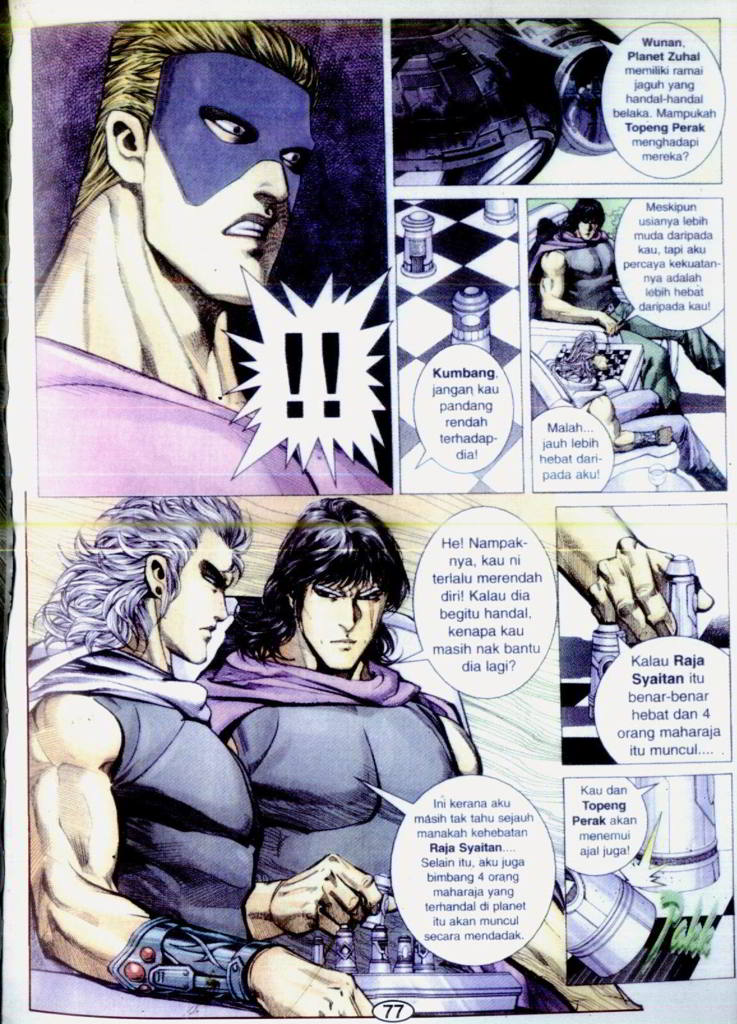 Wunan,
Planet Zuhal
memiliki ramai
jaguh yang
handal-handal
belaka. Mampukah
Topeng Perak
menghadapi
mereka?
!!
Kumbang,
jangan kau
pandang
rendah
terhadap-
dia!
Meskipun
usianya lebih
muda daripada
kau, tapi aku
percaya kekuatan-
nya adalah
lebih hebat
daripada kau!
Malah...
jauh lebih
hebat dari-
pada aku!
He! Nampak-
nya, kau ni
terlalu merendah
diri! Kalau dia
begitu handal,
kenapa kau
masih nak bantu
dia lagi?
Ini kerana aku
masih tak tahu sejauh
manakah kehebatan
Raja Syaitan....
Selain itu, aku juga
bimbang 4 orang
maharaja yang
terhandal di planet
itu akan muncul
secara mendadak.
Kalau Raja
Syaitan itu
benar-benar
hebat dan 4
orang maharaja
itu muncul....
Kau dan
Topeng
Perak akan
menemui
ajal juga!
77